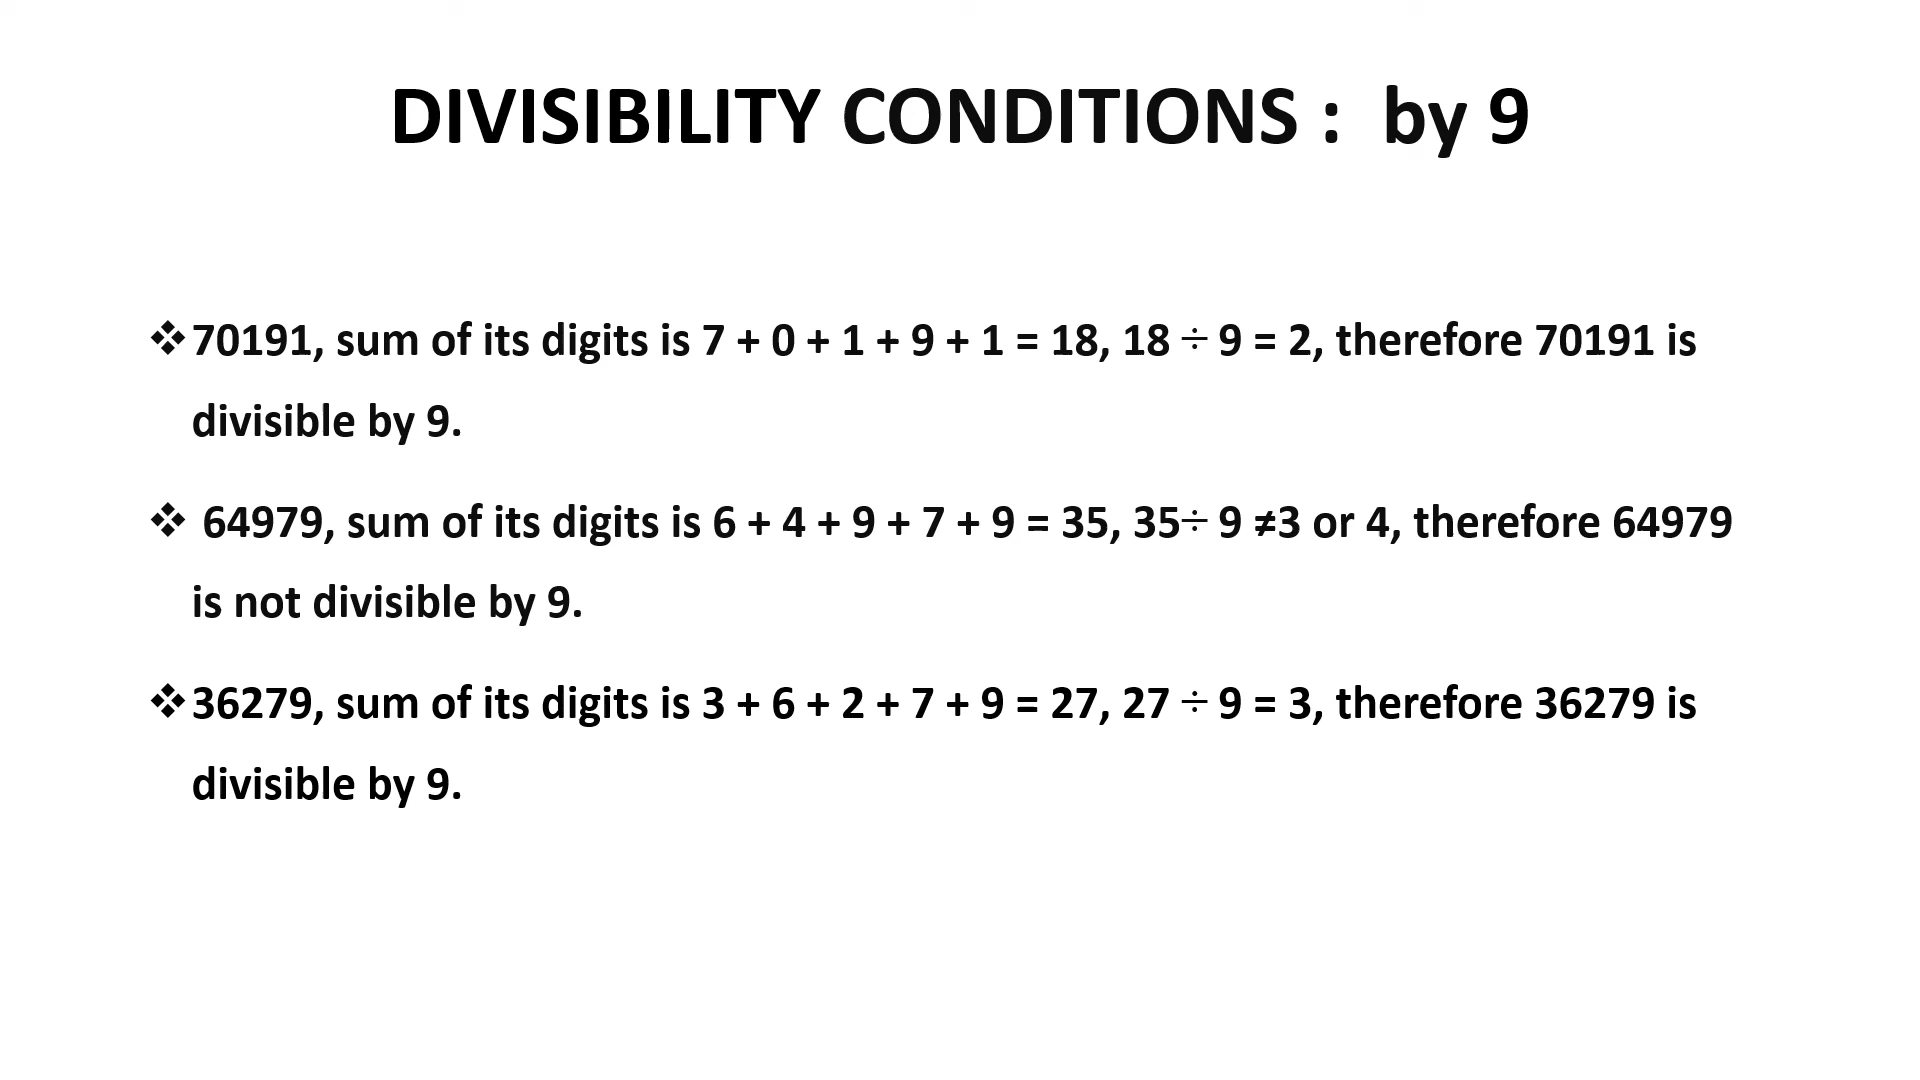 DIVISIBILITY CONDITIONS : by 9
❖70191, sum of its digits is 7 + 0 + 1 + 9 + 1 = 18, 18 ÷ 9 = 2, therefore 70191 is
divisible by 9.
❖ 64979, sum of its digits is 6 + 4 + 9 + 7 + 9 = 35, 35÷ 9 ≠3 or 4, therefore 64979
is not divisible by 9.
❖36279, sum of its digits is 3 + 6 + 2 + 7 + 9 = 27, 27 ÷ 9 = 3, therefore 36279 is
divisible by 9.